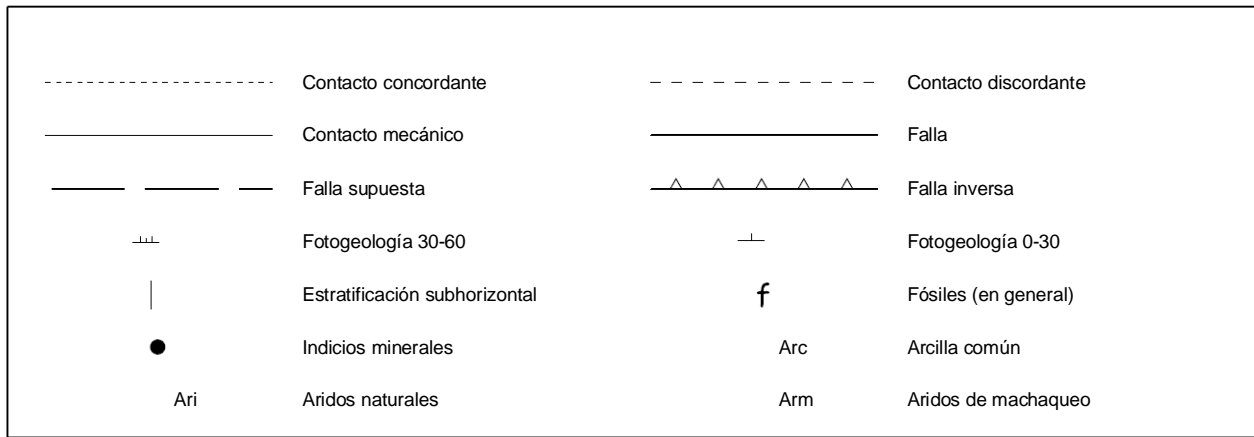 Contacto concordante
Contacto discordante
Contacto mecánico
Falla
Falla supuesta
Falla inversa
Fotogeología 30-60
Fotogeología 0-30
Estratificación subhorizontal
f Fósiles (en general)
Indicios minerales
Arc Arcilla común
Ari Aridos naturales
Arm Aridos de machaqueo